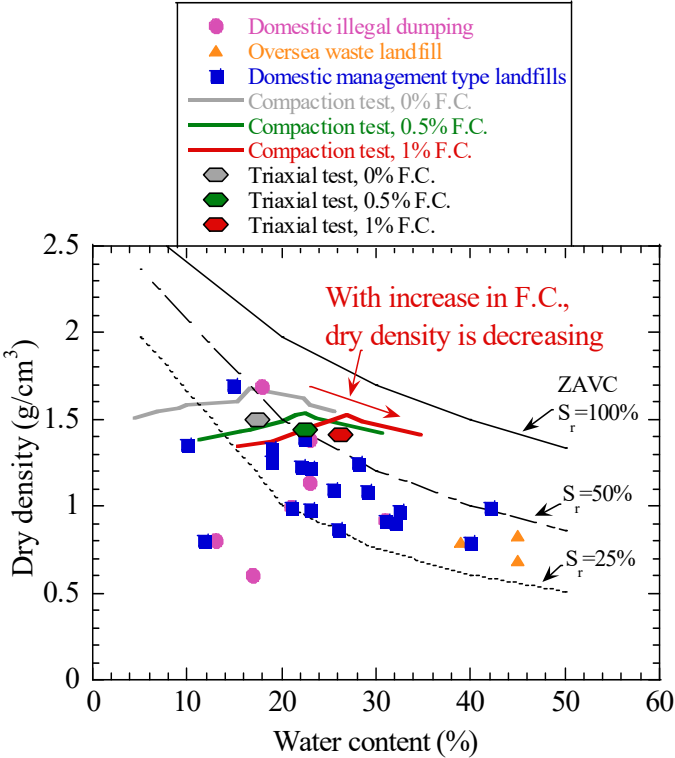 Domestic illegal dumping
Oversea waste landfill
Domestic management type landfills
Compaction test, 0% F.C.
Compaction test, 0.5% F.C.
Compaction test, 1% F.C.
Triaxial test, 0% F.C.
Triaxial test, 0.5% F.C.
Triaxial test, 1% F.C.
2.5
2
1.5
1
0.5
0
Dry density (g/cm³)
With increase in F.C.,
dry density is decreasing
ZAVC
Sᵣ=100%
Sᵣ=50%
Sᵣ=25%
0 10 20 30 40 50 60
Water content (%)